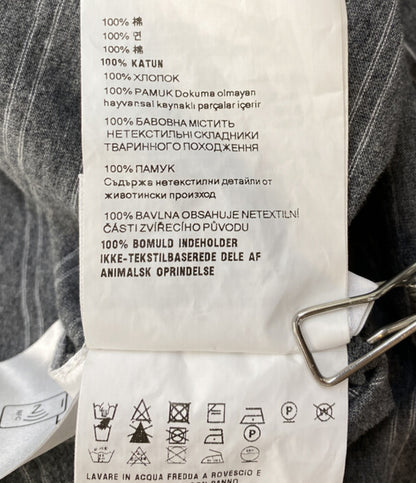 100% 棉
100% 면
100% 棉
100% KATUN
100% ХЛОПОК
100% PAMUK Dokuma olmayan
hayvansal kaynaklı parçalar içerir
100% БАВОВНА МІСТИТЬ
НЕТЕКСТИЛЬНІ СКЛАДНИКИ
ТВАРИННОГО ПОХОДЖЕННЯ
100% ПАМУК
Съдържа нетекстилни детайли от
животински произход
100% BAVLNA OBSAHUJE NETEXTILNÍ
ČÁSTI ZVÍŘECÍHO PŮVODU
100% BOMULD INDEHOLDER
IKKE-TEKSTILBASEREDE DELE AF
ANIMALSK OPRINDELSE
P W
LAVARE IN ACQUA FREDDA A ROVESCIO E